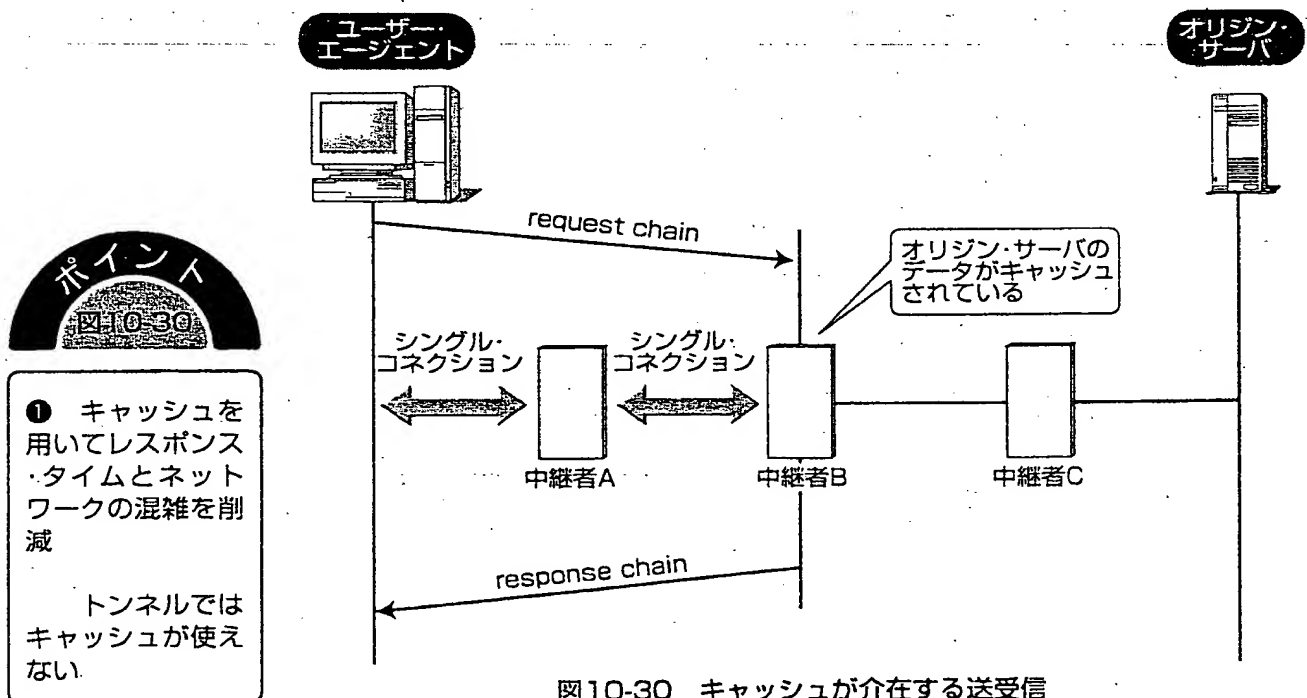 ユーザー・
エージェント
オリジン・
サーバ
request chain
オリジン・サーバの
データがキャッシュ
されている
ポイント
図10-30
シングル・
コネクション
シングル・
コネクション
❶ キャッシュを
用いてレスポンス
・タイムとネット
ワークの混雑を削
減
トンネルでは
キャッシュが使え
ない
中継者A
中継者B
中継者C
response chain
図10-30 キャッシュが介在する送受信